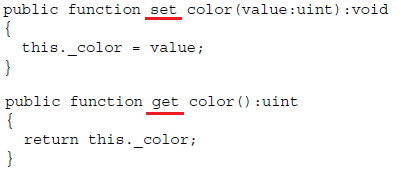 public function set color(value:uint):void
{
  this._color = value;
}
public function get color():uint
{
  return this._color;
}